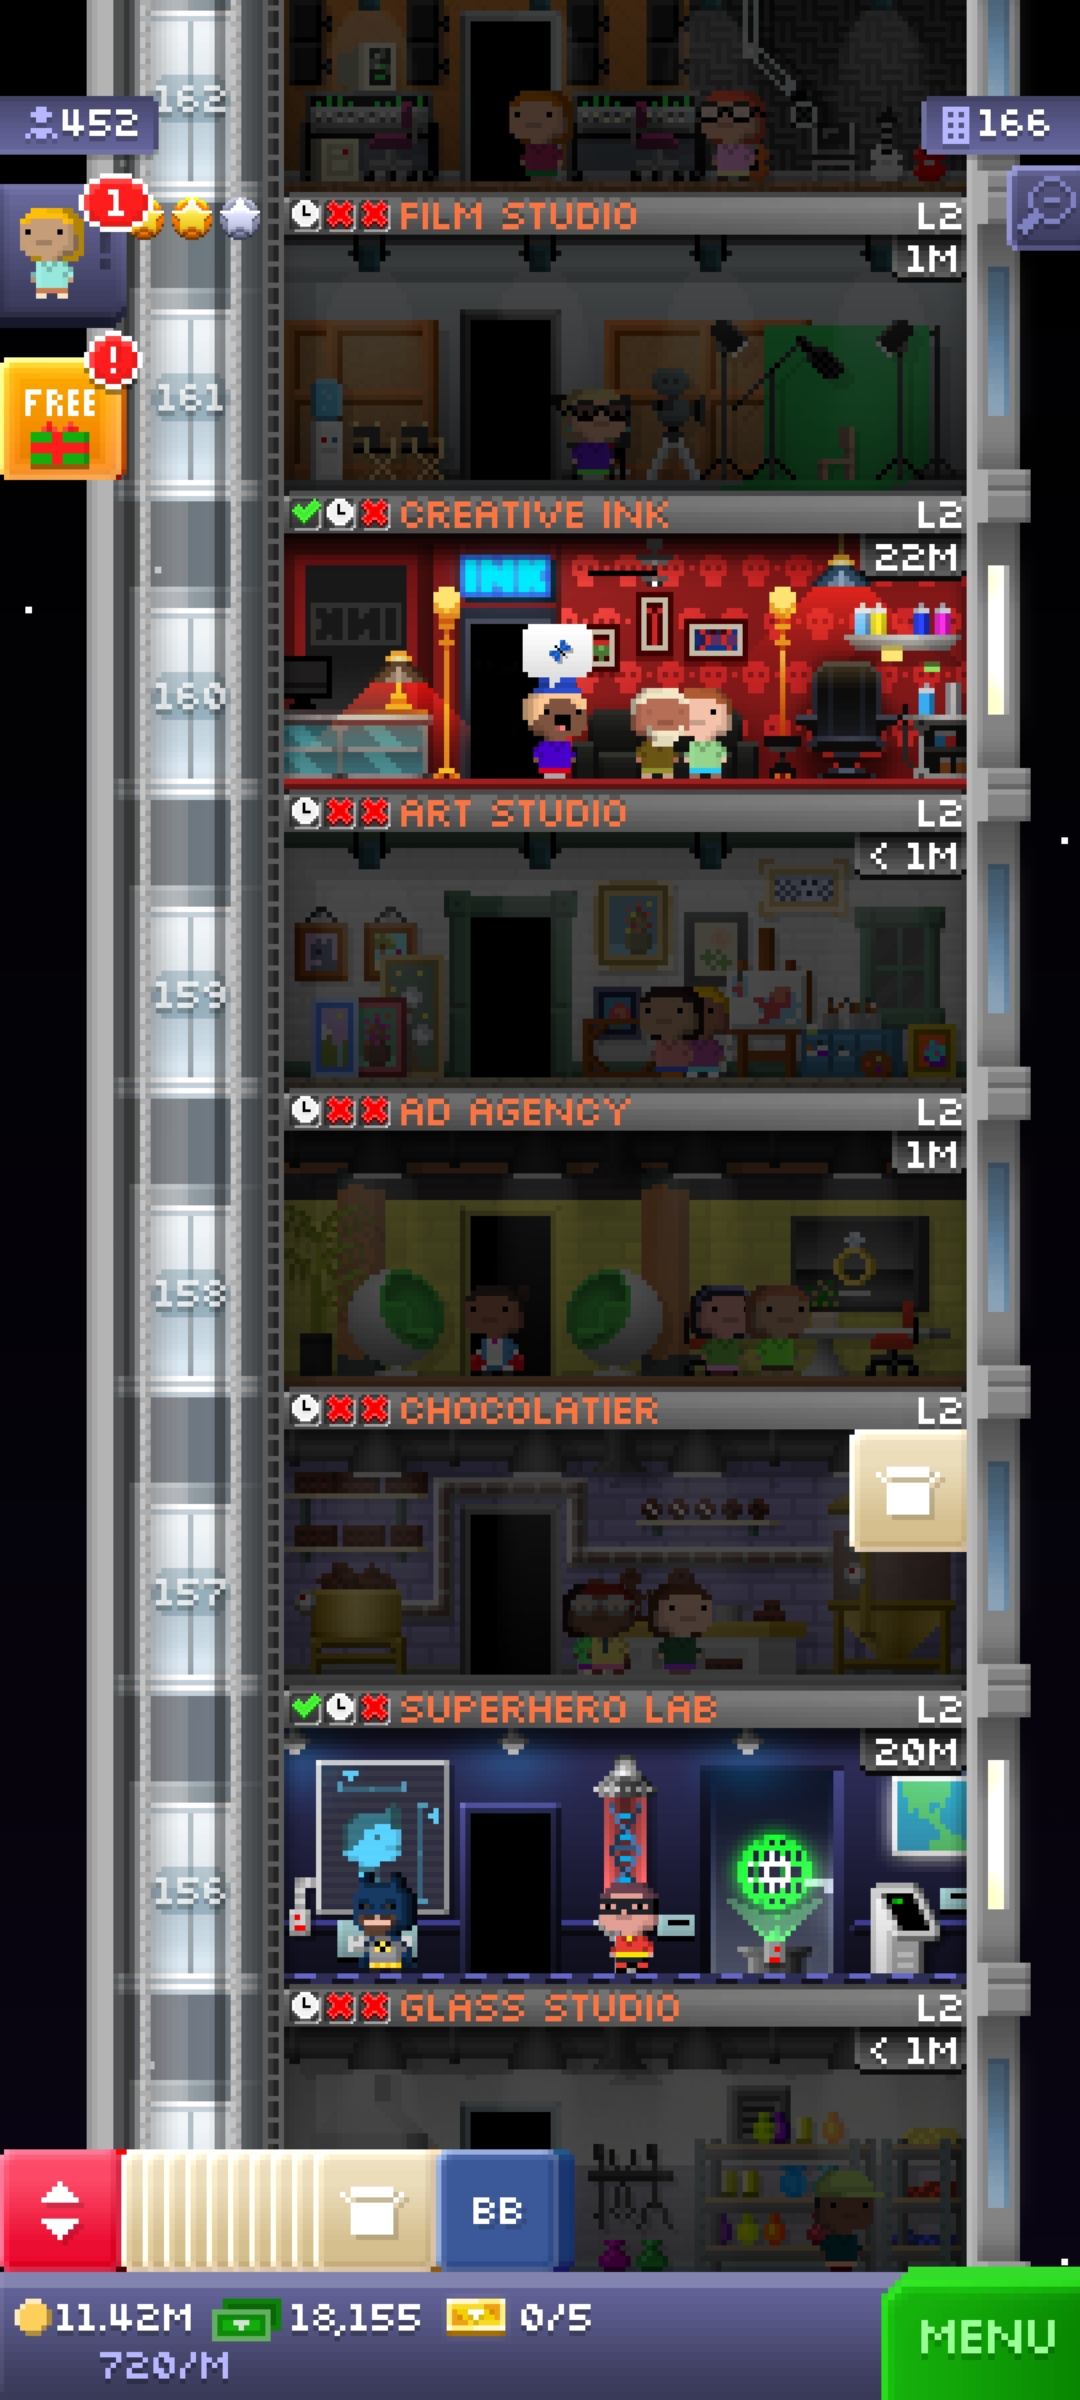 162
452
166
1
FILM STUDIO L2
1M
FREE
!
161
CREATIVE INK L2
22M
INK
160
ART STUDIO L2
< 1M
159
AD AGENCY L2
1M
158
CHOCOLATIER L2
157
SUPERHERO LAB L2
20M
156
GLASS STUDIO L2
< 1M
BB
11.42M 18,155 0/5
720/M
MENU